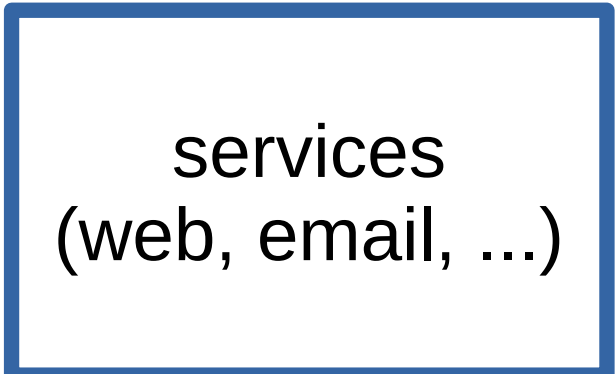 services
(web, email, ...)